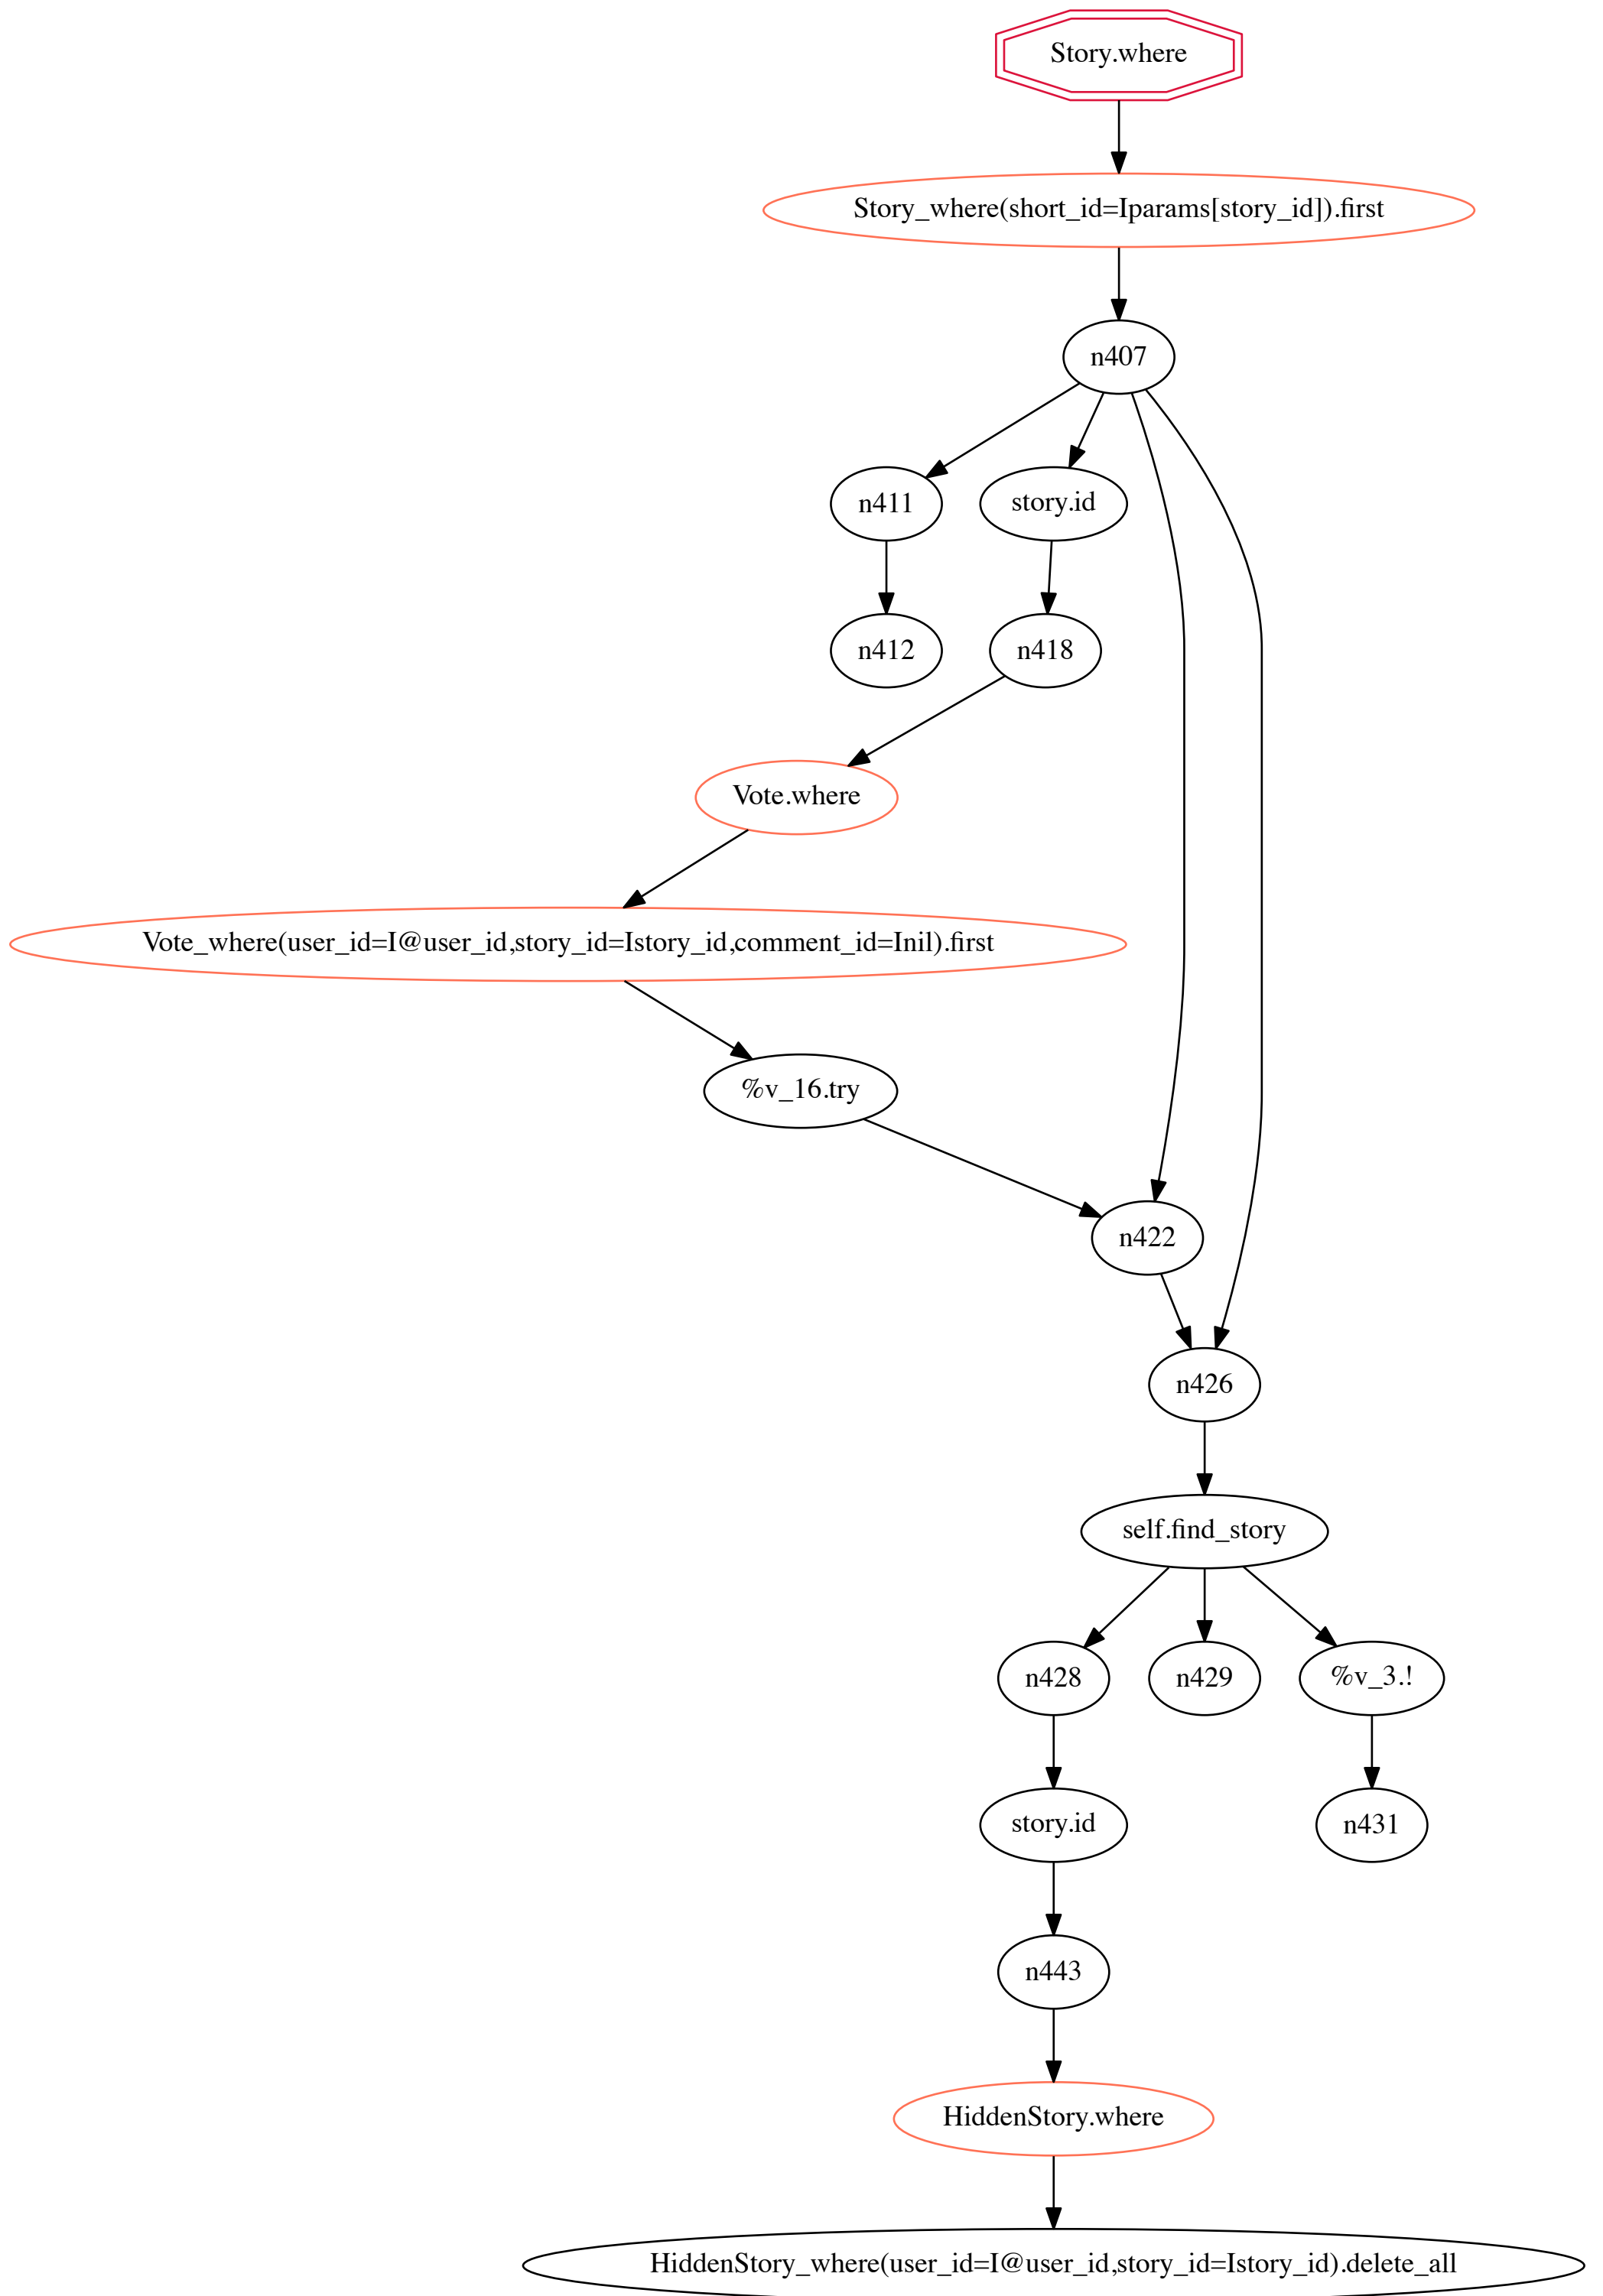 Story.where
Story_where(short_id=Iparams[story_id]).first
n407
n411
story.id
n412
n418
Vote.where
Vote_where(user_id=I@user_id,story_id=Istory_id,comment_id=Inil).first
%v_16.try
n422
n426
self.find_story
n428
n429
%v_3.!
story.id
n431
n443
HiddenStory.where
HiddenStory_where(user_id=I@user_id,story_id=Istory_id).delete_all